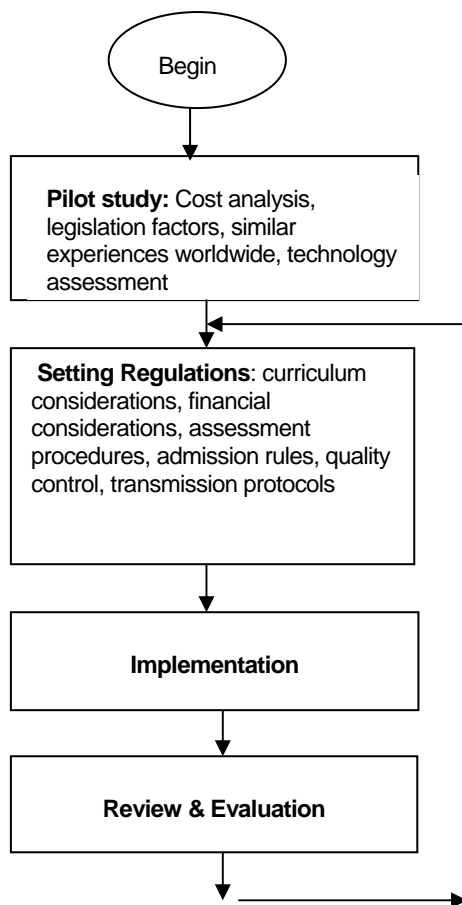 Begin
Pilot study: Cost analysis,
legislation factors, similar
experiences worldwide, technology
assessment
Setting Regulations: curriculum
considerations, financial
considerations, assessment
procedures, admission rules, quality
control, transmission protocols
Implementation
Review & Evaluation